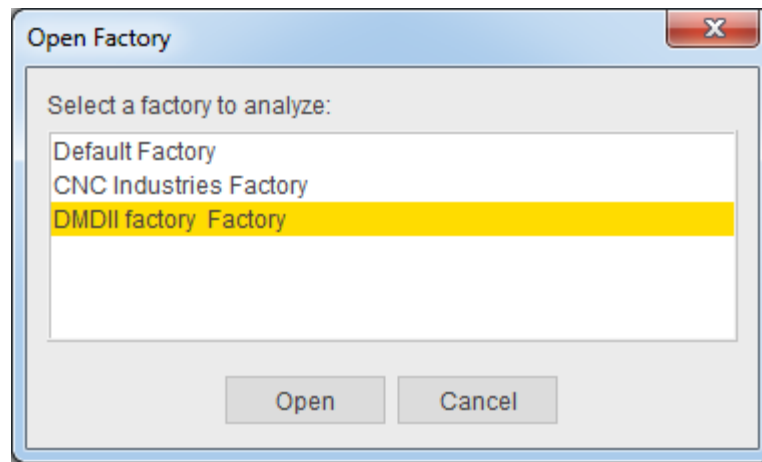 Open Factory
Select a factory to analyze:
Default Factory
CNC Industries Factory
DMDII factory  Factory
Open
Cancel